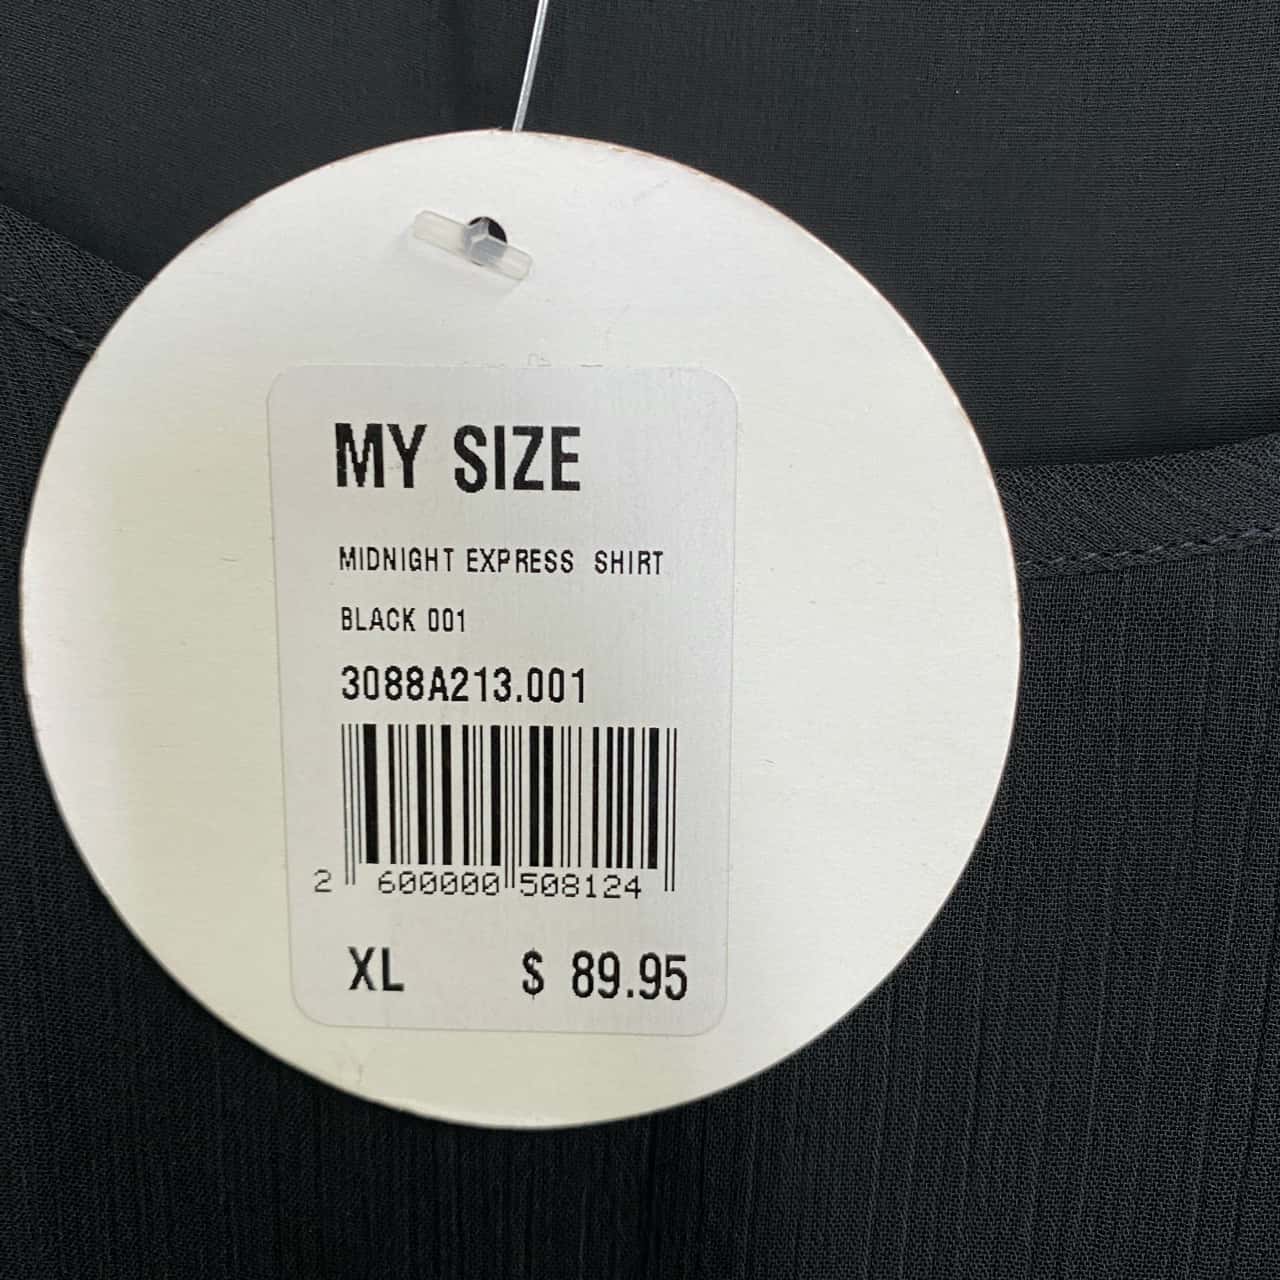 MY SIZE
MIDNIGHT EXPRESS SHIRT
BLACK 001
3088A213.001
2 600000 508124
XL $ 89.95